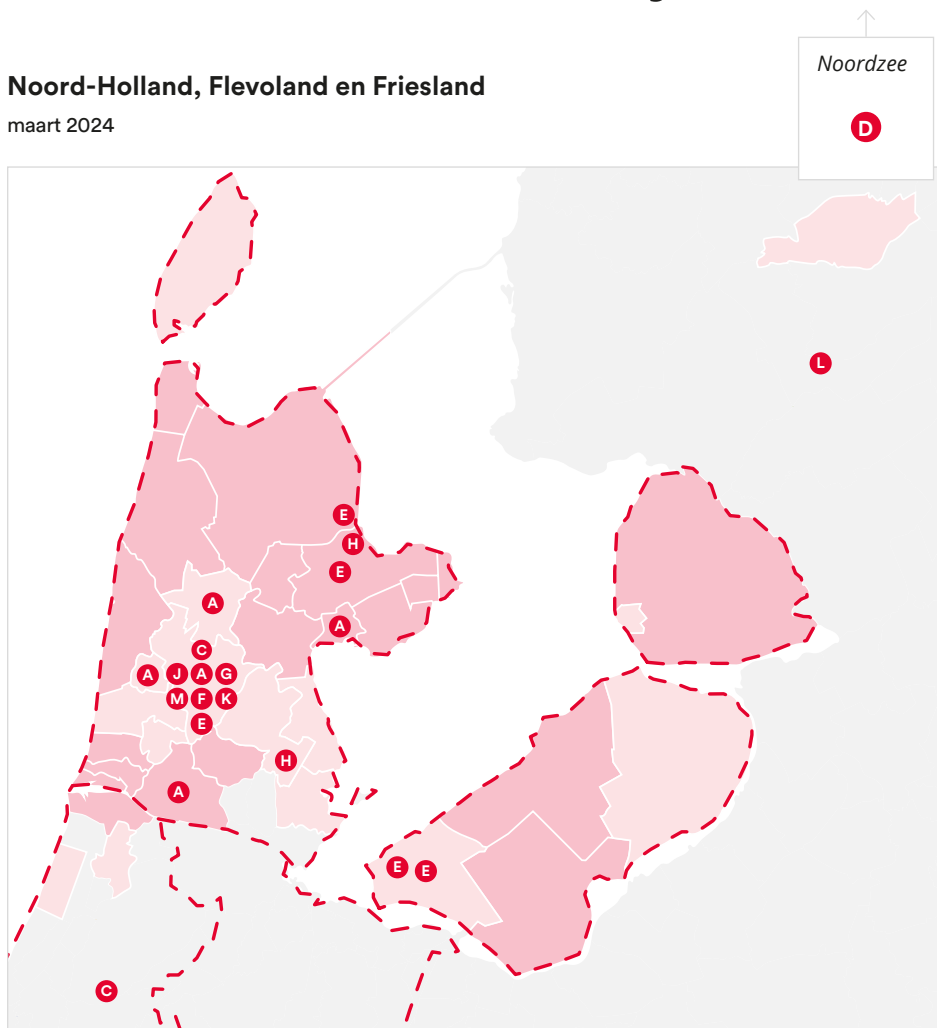 Noordzee
D
Noord-Holland, Flevoland en Friesland
maart 2024
L
E
H
E
A
A
C
A J A G
M F K
E
H
A
E E
C